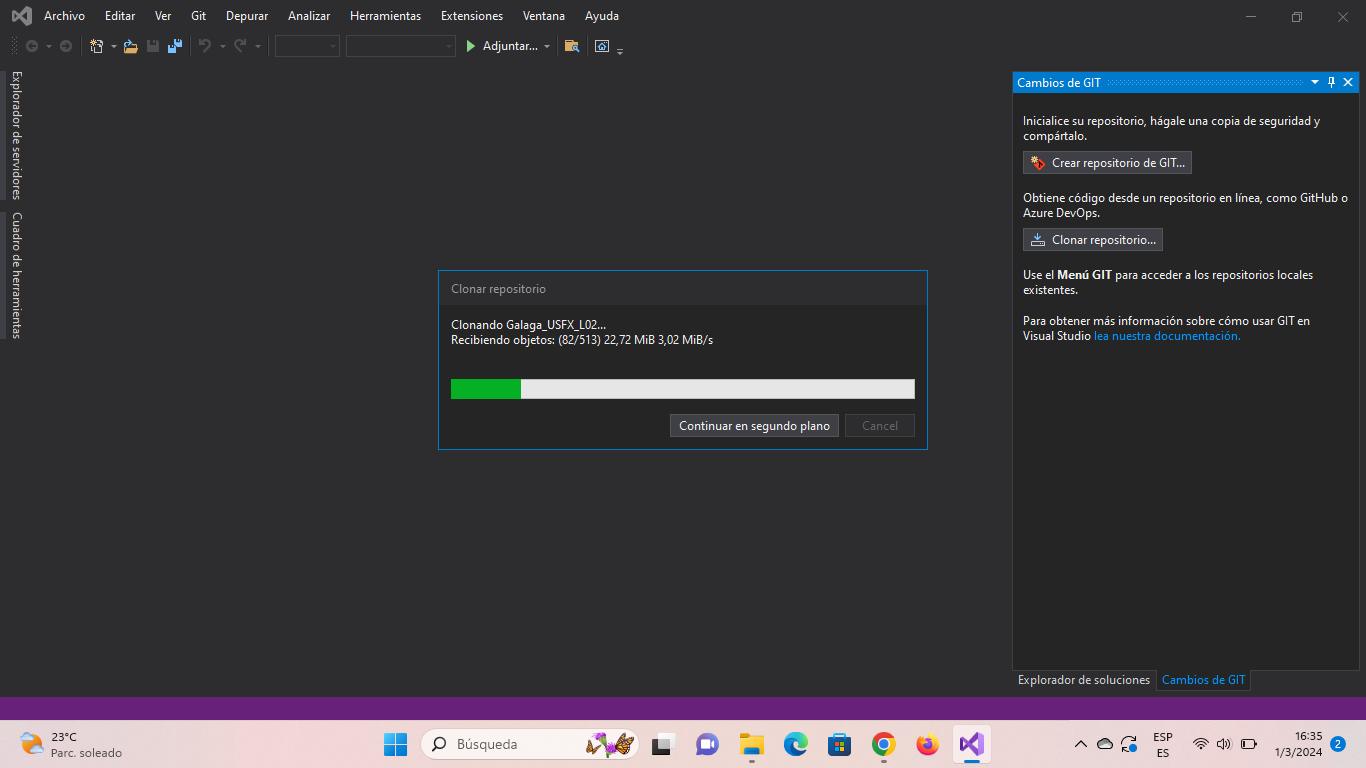 Archivo Editar Ver Git Depurar Analizar Herramientas Extensiones Ventana Ayuda
Adjuntar...
Explorador de servidores
Cuadro de herramientas
Clonar repositorio
Clonando Galaga_USFX_L02...
Recibiendo objetos: (82/513) 22,72 MiB 3,02 MiB/s
Continuar en segundo plano Cancel
Cambios de GIT
Inicialice su repositorio, hágale una copia de seguridad y
compártalo.
Crear repositorio de GIT...
Obtiene código desde un repositorio en línea, como GitHub o
Azure DevOps.
Clonar repositorio...
Use el Menú GIT para acceder a los repositorios locales
existentes.
Para obtener más información sobre cómo usar GIT en
Visual Studio lea nuestra documentación.
Explorador de soluciones Cambios de GIT
23°C
Parc. soleado
Búsqueda
ESP
ES
16:35
1/3/2024
2